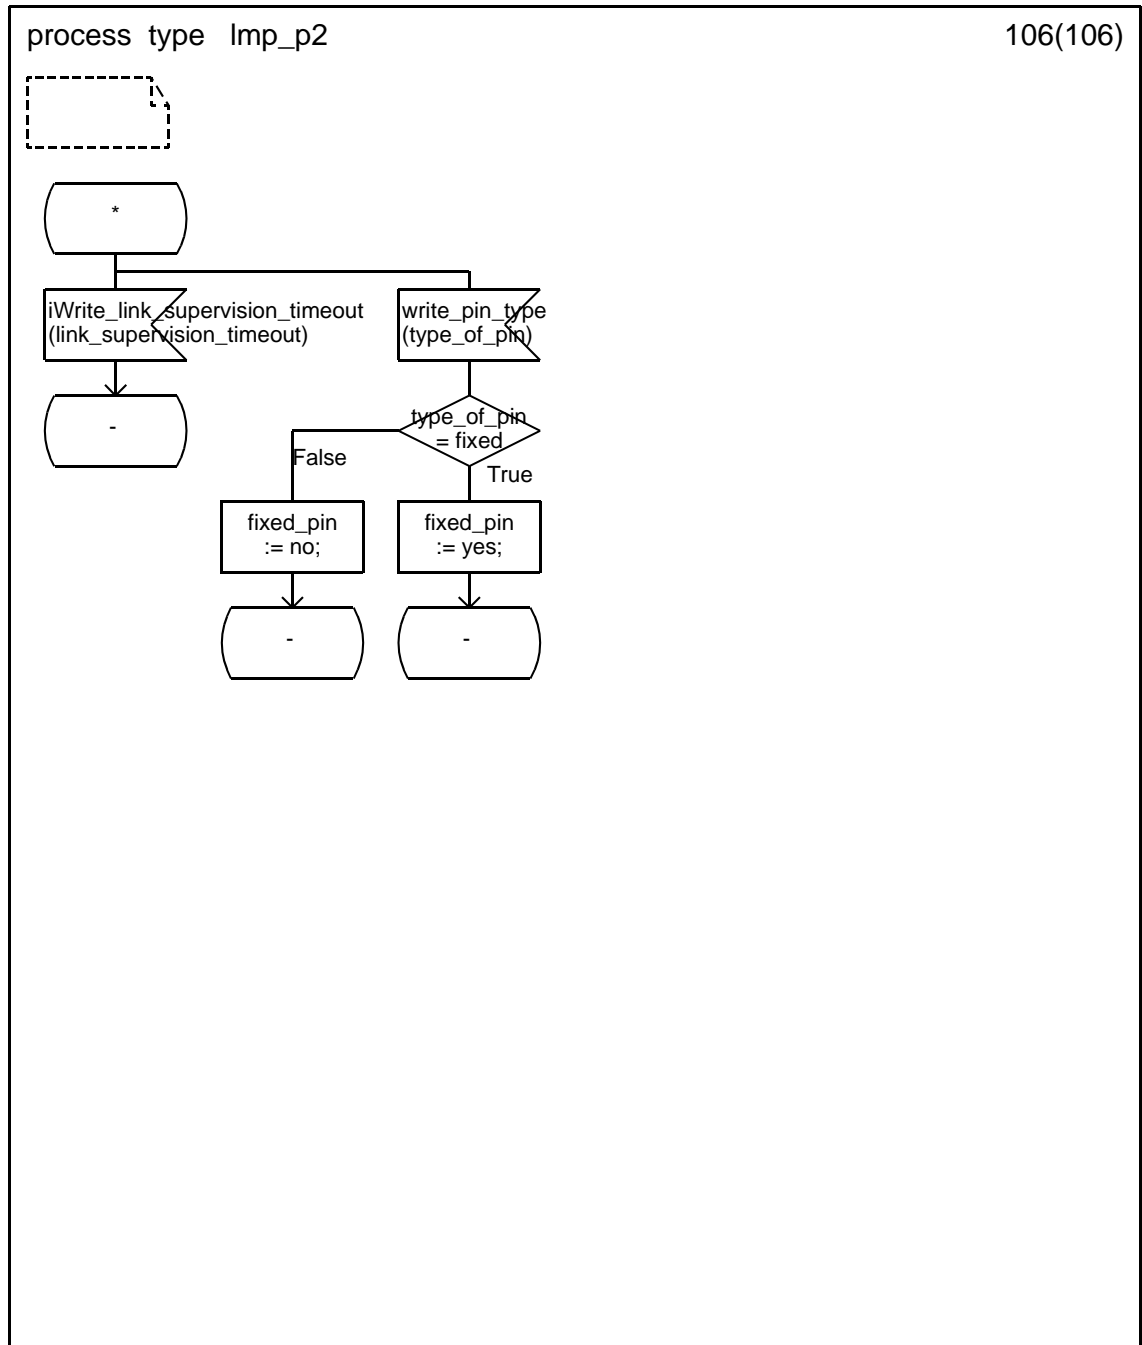 process type lmp_p2
106(106)
*
iWrite_link_supervision_timeout
(link_supervision_timeout)
write_pin_type
(type_of_pin)
-
type_of_pin
= fixed
False
True
fixed_pin
:= no;
fixed_pin
:= yes;
-
-